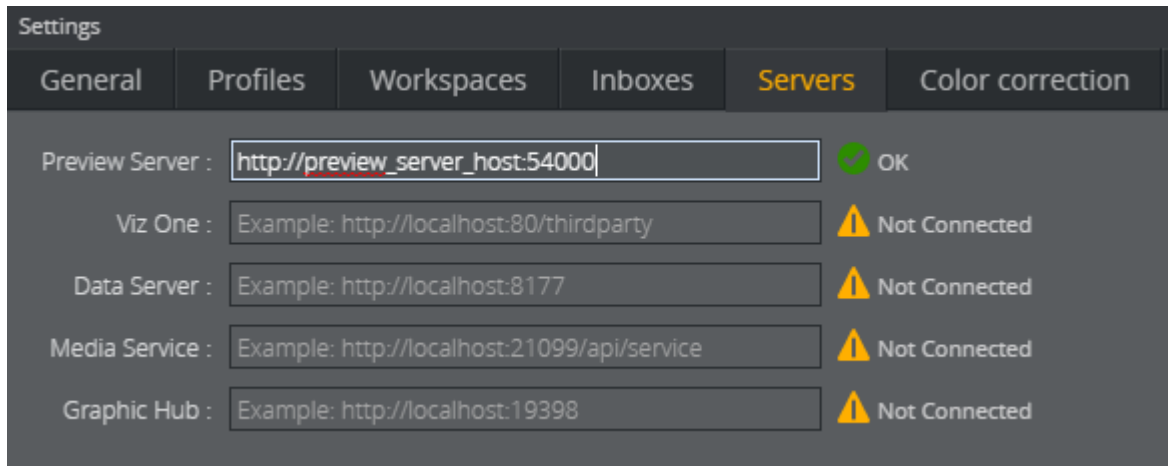 Settings
General Profiles Workspaces Inboxes Servers Color correction
Preview Server : http://preview_server_host:54000 OK
Viz One : Example: http://localhost:80/thirdparty Not Connected
Data Server : Example: http://localhost:8177 Not Connected
Media Service : Example: http://localhost:21099/api/service Not Connected
Graphic Hub : Example: http://localhost:19398 Not Connected